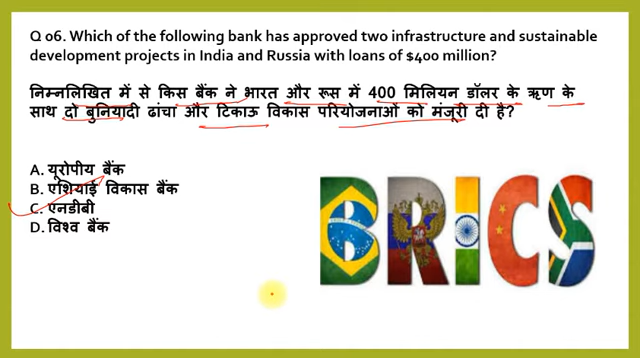 Q 06. Which of the following bank has approved two infrastructure and sustainable
development projects in India and Russia with loans of $400 million?
निम्नलिखित में से किस बैंक ने भारत और रूस में 400 मिलियन डॉलर के ऋण के
साथ दो बुनियादी ढांचा और टिकाऊ विकास परियोजनाओं को मंजूरी दी है?
A. यूरोपीय बैंक
B. एशियाई विकास बैंक
C. एनडीबी
D. विश्व बैंक
BRICS